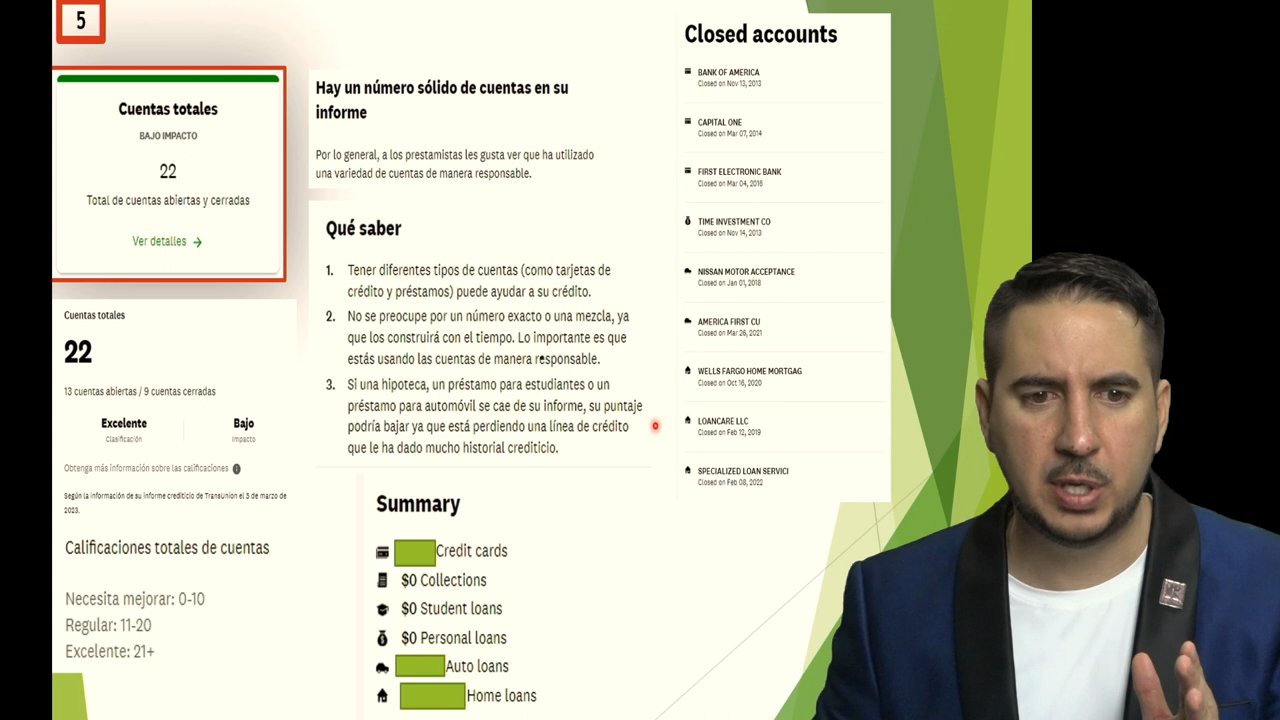 5
Cuentas totales
BAJO IMPACTO
22
Total de cuentas abiertas y cerradas
Ver detalles →
Cuentas totales
22
13 cuentas abiertas / 9 cuentas cerradas
Excelente Bajo
Clasificación Impacto
Obtenga más información sobre las calificaciones
Según la información de su informe crediticio de TransUnion el 5 de marzo de
2023.
Calificaciones totales de cuentas
Necesita mejorar: 0-10
Regular: 11-20
Excelente: 21+
Hay un número sólido de cuentas en su
informe
Por lo general, a los prestamistas les gusta ver que ha utilizado
una variedad de cuentas de manera responsable.
Qué saber
1. Tener diferentes tipos de cuentas (como tarjetas de
crédito y préstamos) puede ayudar a su crédito.
2. No se preocupe por un número exacto o una mezcla, ya
que los construirá con el tiempo. Lo importante es que
estás usando las cuentas de manera responsable.
3. Si una hipoteca, un préstamo para estudiantes o un
préstamo para automóvil se cae de su informe, su puntaje
podría bajar ya que está perdiendo una línea de crédito
que le ha dado mucho historial crediticio.
Summary
Credit cards
$0 Collections
$0 Student loans
$0 Personal loans
Auto loans
Home loans
Closed accounts
BANK OF AMERICA
Closed on Nov 13, 2013
CAPITAL ONE
Closed on Mar 07, 2014
FIRST ELECTRONIC BANK
Closed on Mar 04, 2016
TIME INVESTMENT CO
Closed on Nov 14, 2013
NISSAN MOTOR ACCEPTANCE
Closed on Jan 01, 2018
AMERICA FIRST CU
Closed on Mar 26, 2021
WELLS FARGO HOME MORTGAG
Closed on Oct 16, 2020
LOANCARE LLC
Closed on Feb 12, 2019
SPECIALIZED LOAN SERVICI
Closed on Feb 08, 2022